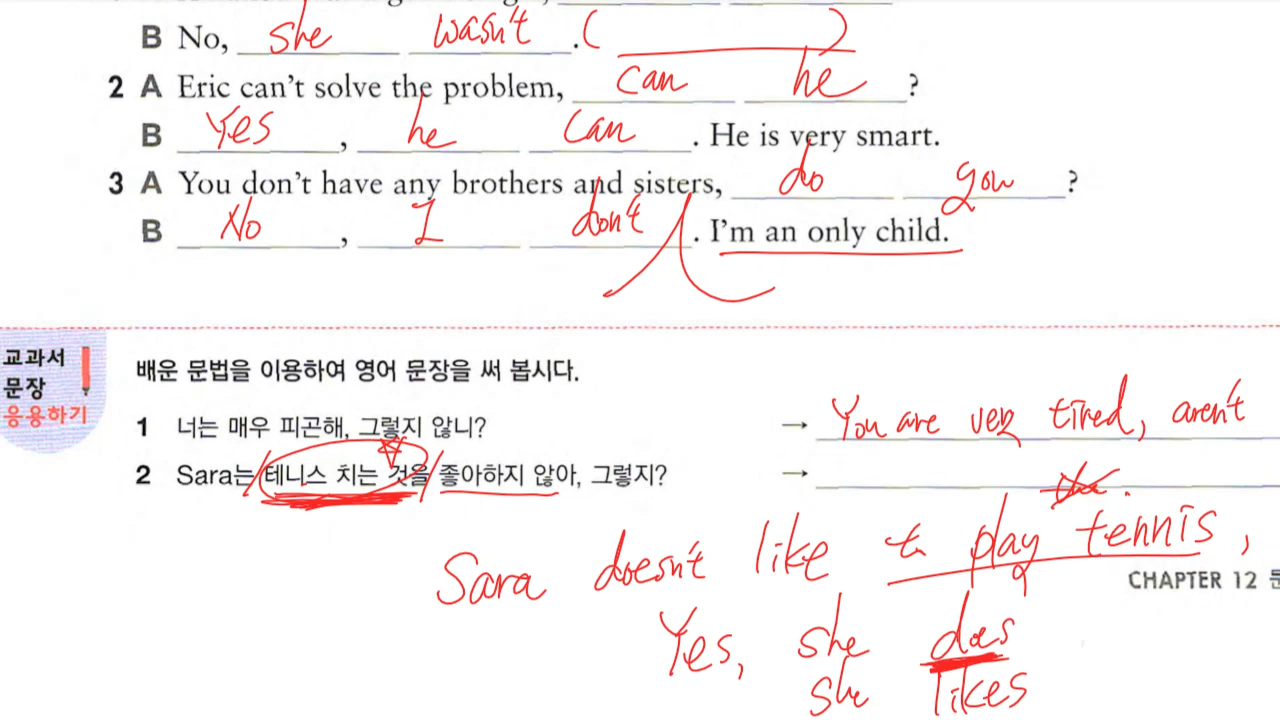 B No, she wasn't. ( )
2 A Eric can't solve the problem, can he ?
B Yes , he can . He is very smart.
3 A You don't have any brothers and sisters, do you ?
B No , I don't . I'm an only child.
교과서
문장
응용하기
배운 문법을 이용하여 영어 문장을 써 봅시다.
1 너는 매우 피곤해, 그렇지 않니? → You are very tired, aren't
2 Sara는 테니스 치는 것을 좋아하지 않아, 그렇지? →
Sara doesn't like to play tennis,
CHAPTER 12
Yes, she does
she likes